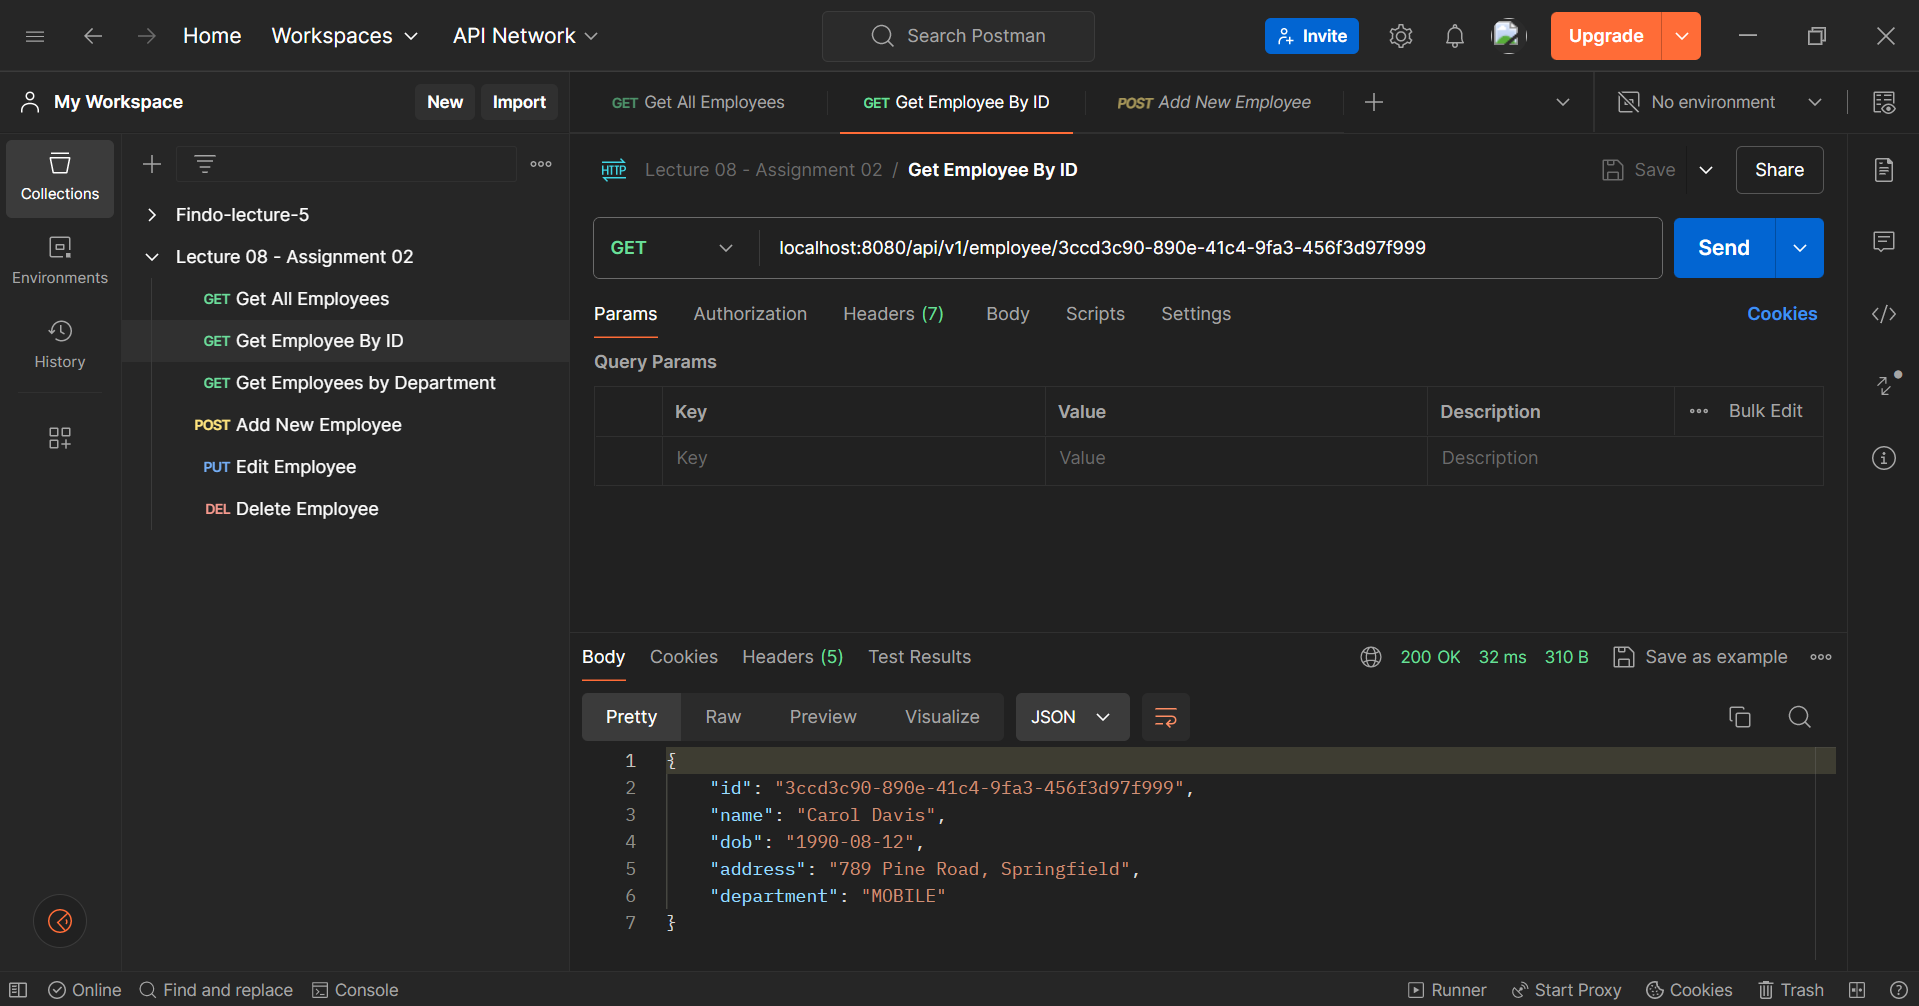 Home Workspaces API Network Search Postman Invite Upgrade
My Workspace New Import
GET Get All Employees GET Get Employee By ID POST Add New Employee No environment
Collections
Environments
History
Findo-lecture-5
Lecture 08 - Assignment 02
GET Get All Employees
GET Get Employee By ID
GET Get Employees by Department
POST Add New Employee
PUT Edit Employee
DEL Delete Employee
HTTP Lecture 08 - Assignment 02 / Get Employee By ID Save Share
GET localhost:8080/api/v1/employee/3ccd3c90-890e-41c4-9fa3-456f3d97f999 Send
Params Authorization Headers (7) Body Scripts Settings Cookies
Query Params
Key Value Description Bulk Edit
Key Value Description
Body Cookies Headers (5) Test Results 200 OK 32 ms 310 B Save as example
Pretty Raw Preview Visualize JSON
1 {
2 "id": "3ccd3c90-890e-41c4-9fa3-456f3d97f999",
3 "name": "Carol Davis",
4 "dob": "1990-08-12",
5 "address": "789 Pine Road, Springfield",
6 "department": "MOBILE"
7 }
Online Find and replace Console Runner Start Proxy Cookies Trash